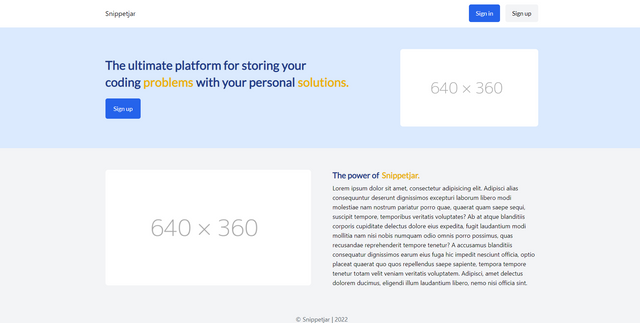 Snippetjar
Sign in
Sign up
The ultimate platform for storing your
coding problems with your personal solutions.
Sign up
640 × 360
640 × 360
The power of Snippetjar.
Lorem ipsum dolor sit amet, consectetur adipisicing elit. Adipisci alias
consequuntur deserunt dignissimos excepturi laborum libero modi
molestiae nam nostrum pariatur porro quae, quaerat quam saepe sequi,
suscipit tempore, temporibus veritatis voluptates? Ab at atque blanditiis
corporis cupiditate delectus dolore eius expedita, fugit laudantium modi
mollitia nam nisi nobis numquam odio omnis porro possimus, quas
recusandae reprehenderit tempore tenetur? A accusamus blanditiis
consequatur dignissimos earum eius fuga hic impedit nesciunt officia, optio
placeat quaerat quo quos repellendus saepe sapiente, tempora tempore
tenetur totam velit veniam veritatis voluptatem. Adipisci, amet delectus
dolorem ducimus, eligendi illum laudantium libero, nemo nisi officia sint.
© Snippetjar | 2022